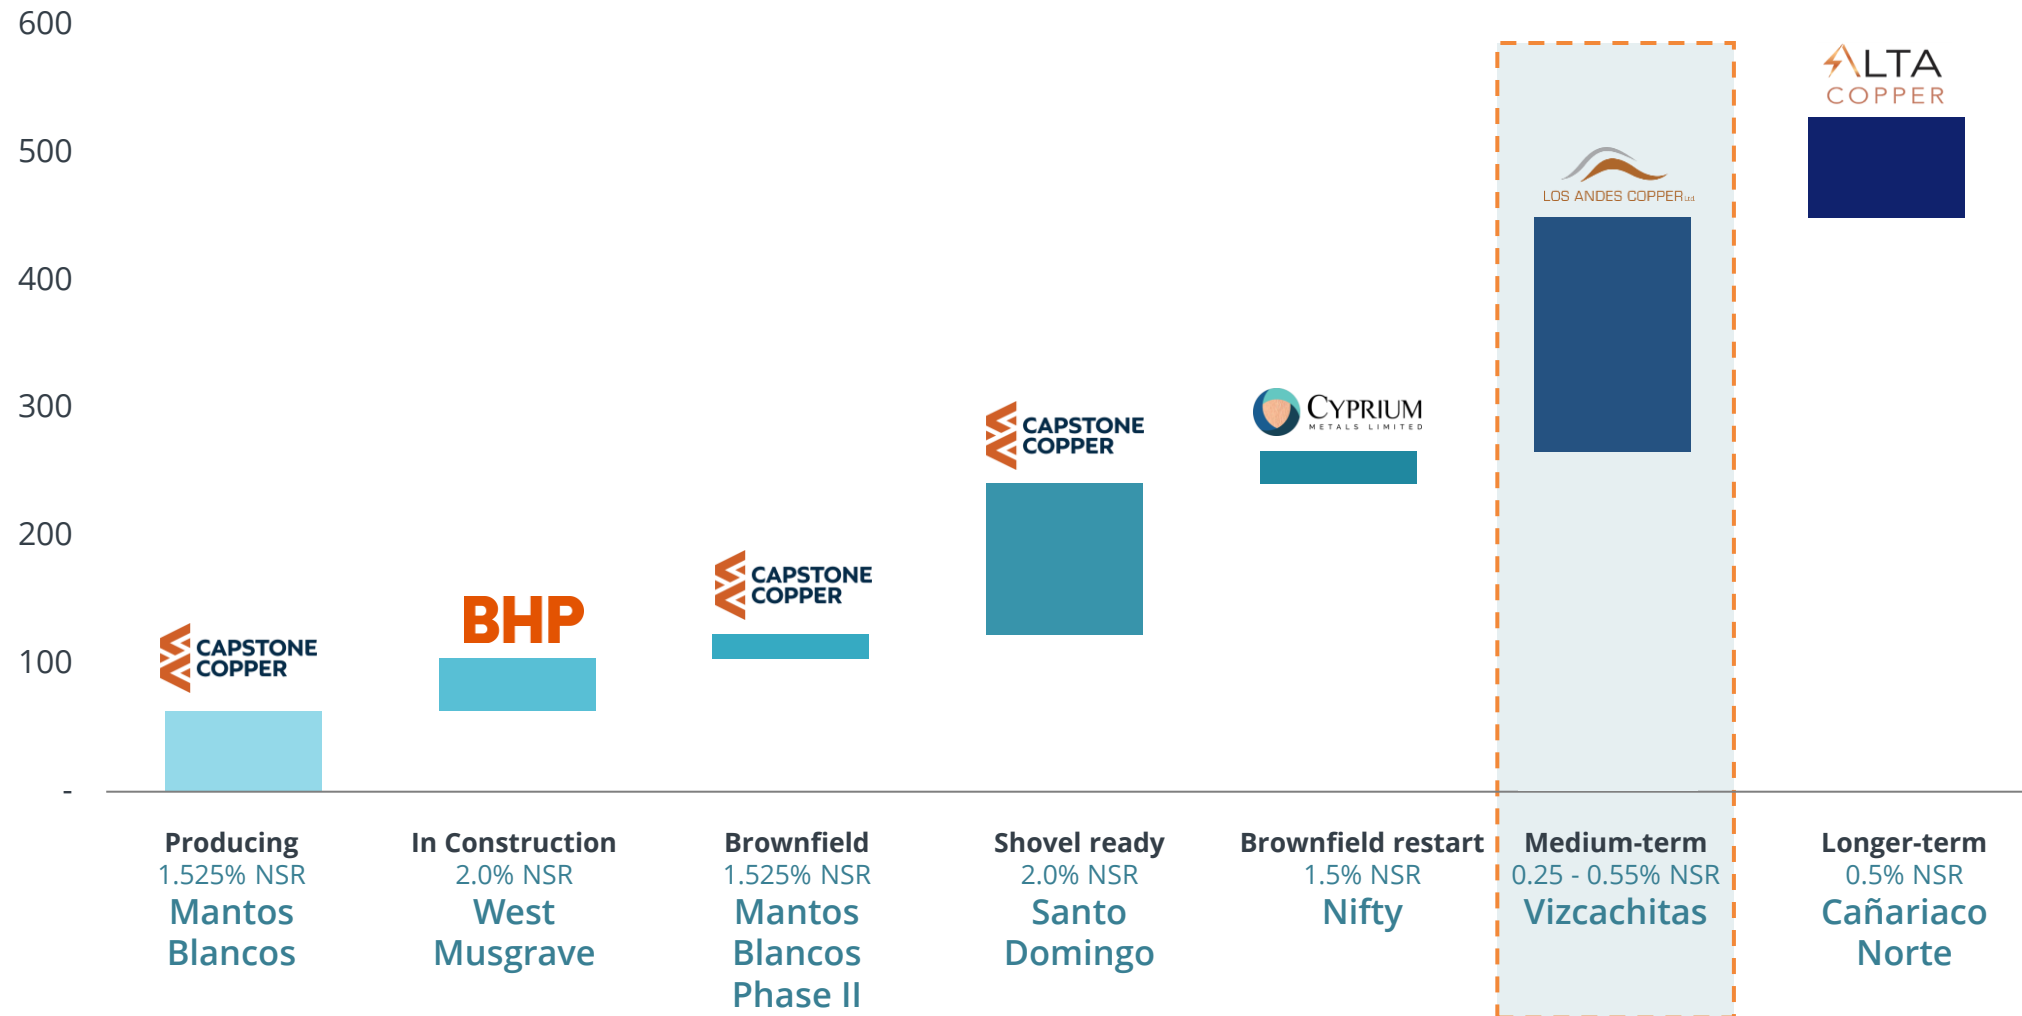 600
500
400
300
200
100
-
ALTA
COPPER
LOS ANDES COPPER Ltd.
CYPRIUM
METALS LIMITED
CAPSTONE
COPPER
CAPSTONE
COPPER
BHP
CAPSTONE
COPPER
Producing
1.525% NSR
Mantos
Blancos
In Construction
2.0% NSR
West
Musgrave
Brownfield
1.525% NSR
Mantos
Blancos
Phase II
Shovel ready
2.0% NSR
Santo
Domingo
Brownfield restart
1.5% NSR
Nifty
Medium-term
0.25 - 0.55% NSR
Vizcachitas
Longer-term
0.5% NSR
Cañariaco
Norte